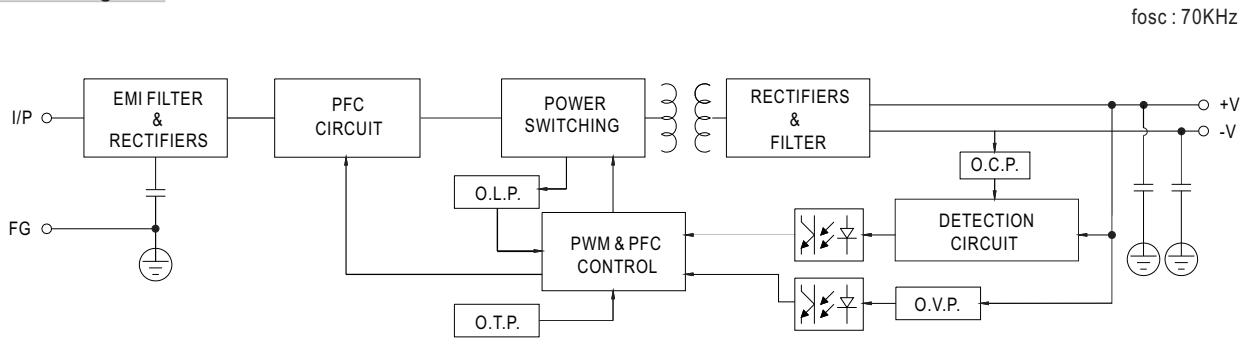 fosc : 70KHz
I/P
EMI FILTER
&
RECTIFIERS
PFC
CIRCUIT
POWER
SWITCHING
RECTIFIERS
&
FILTER
+V
-V
O.C.P.
O.L.P.
FG
PWM & PFC
CONTROL
DETECTION
CIRCUIT
O.T.P.
O.V.P.